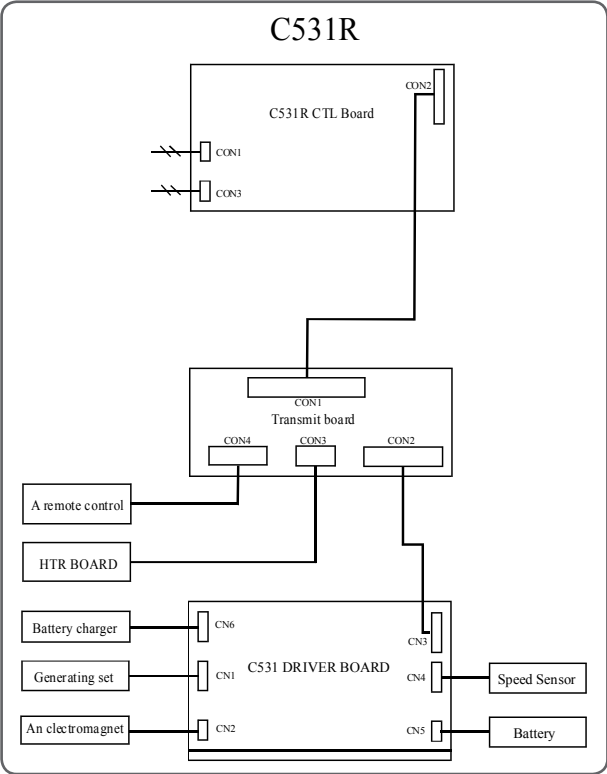 C531R
CON2
C531R CTL Board
CON1
CON3
CON1
Transmit board
CON4 CON3 CON2
A remote control
HTR BOARD
Battery charger CN6
CN3
C531 DRIVER BOARD
Generating set CN1
CN4 Speed Sensor
An electromagnet CN2
CN5 Battery